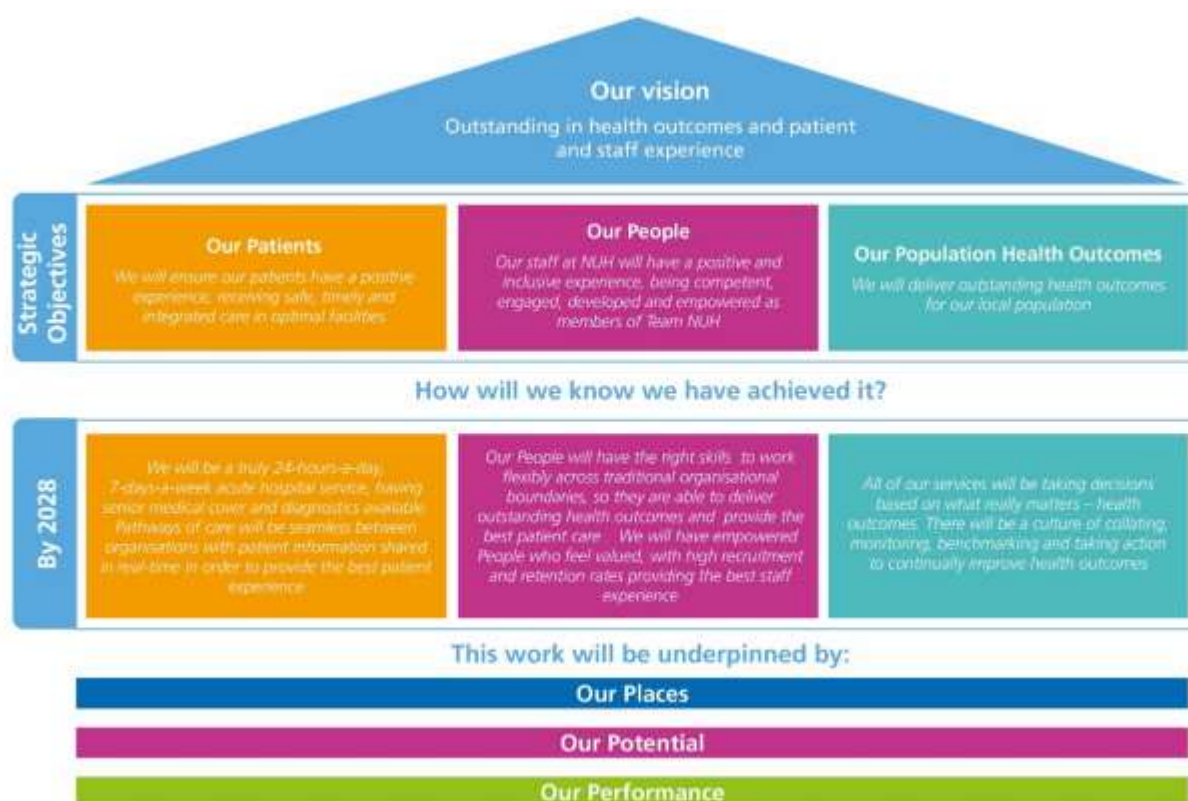 Our vision
Outstanding in health outcomes and patient
and staff experience
Strategic
Objectives
Our Patients
We will ensure our patients have a positive
experience, receiving safe, timely and
integrated care in optimal facilities
Our People
Our staff at NUH will have a positive and
inclusive experience, being competent,
engaged, developed and empowered as
members of Team NUH
Our Population Health Outcomes
We will deliver outstanding health outcomes
for our local population
How will we know we have achieved it?
By 2028
We will be a truly 24-hours-a-day,
7-days-a-week acute hospital service, having
senior medical cover and diagnostics available.
Pathways of care will be seamless between
organisations with patient information shared
in real-time in order to provide the best patient
experience
Our People will have the right skills to work
flexibly across traditional organisational
boundaries, so they are able to deliver
outstanding health outcomes and provide the
best patient care We will have empowered
People who feel valued, with high recruitment
and retention rates providing the best staff
experience
All of our services will be taking decisions
based on what really matters – health
outcomes. There will be a culture of collating,
monitoring, benchmarking and taking action
to continually improve health outcomes
This work will be underpinned by:
Our Places
Our Potential
Our Performance